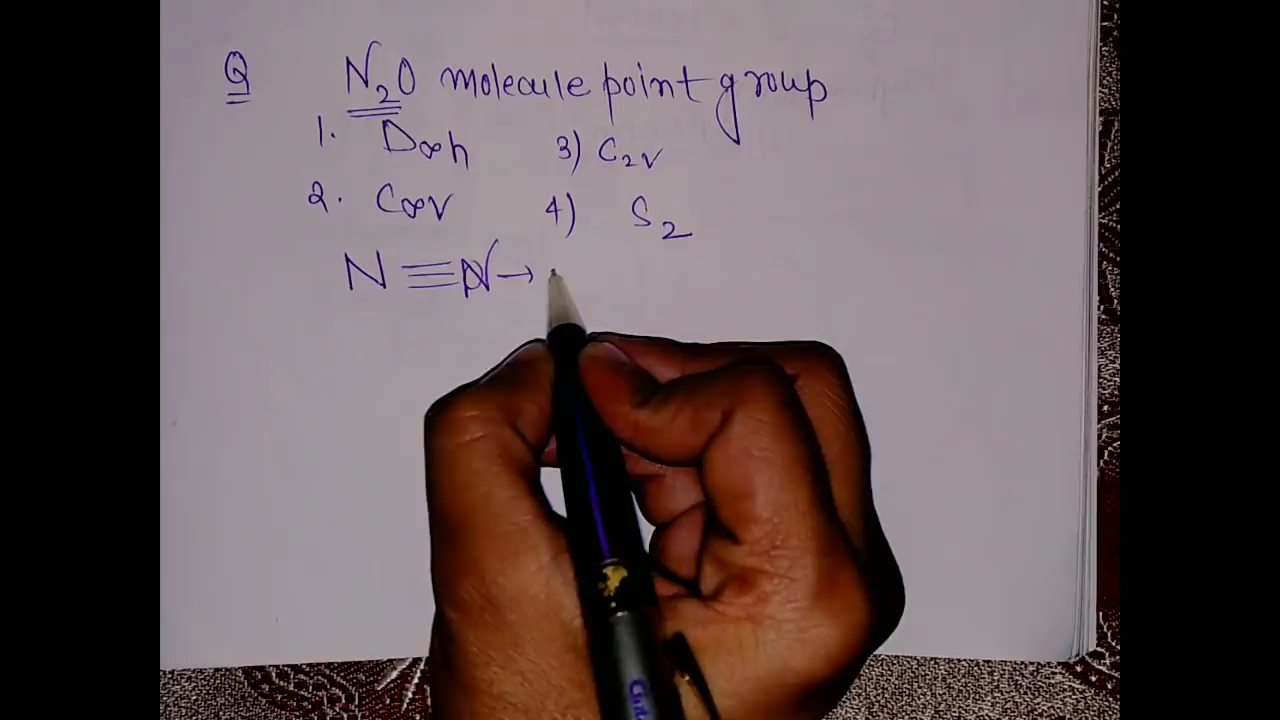 Q N₂O molecule point group
1. D∞h 3) C₂v
2. C∞v 4) S₂
N≡N→